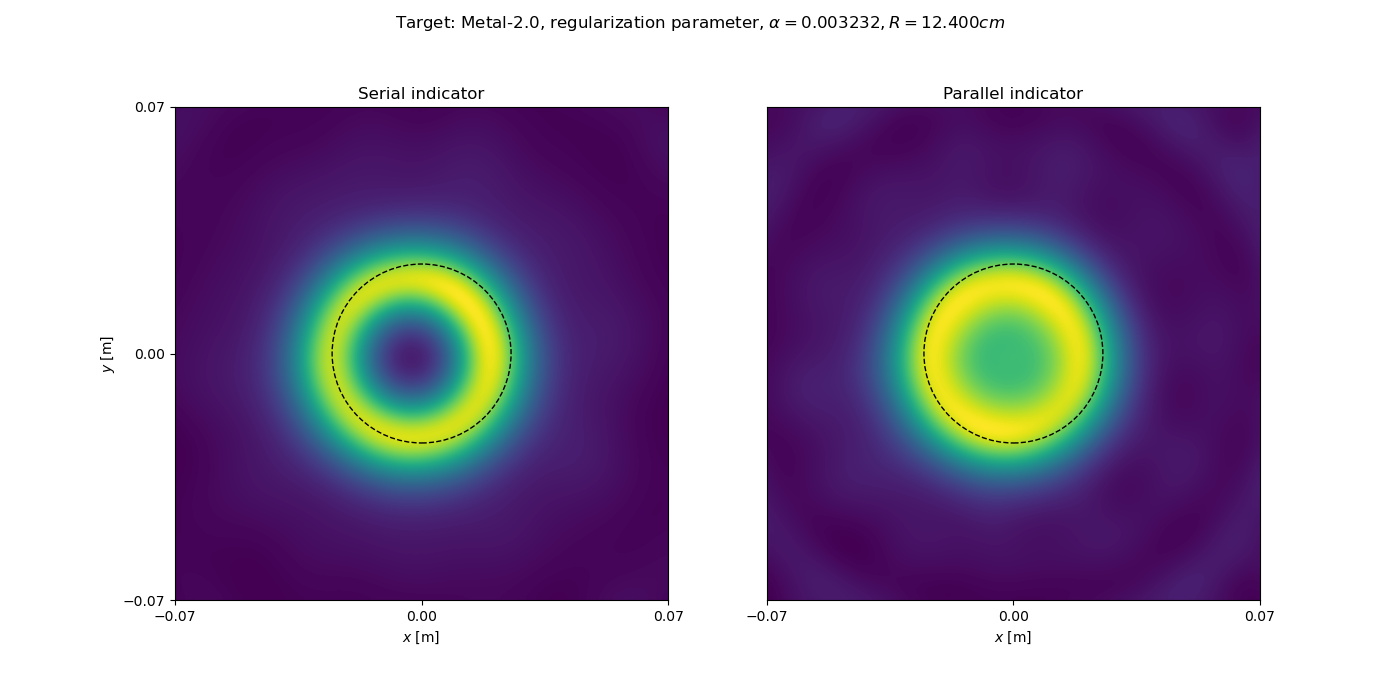 Target: Metal-2.0, regularization parameter, α = 0.003232, R = 12.400cm
Serial indicator
Parallel indicator
0.07
0.00
−0.07
y [m]
−0.07
0.00
0.07
−0.07
0.00
0.07
x [m]
x [m]